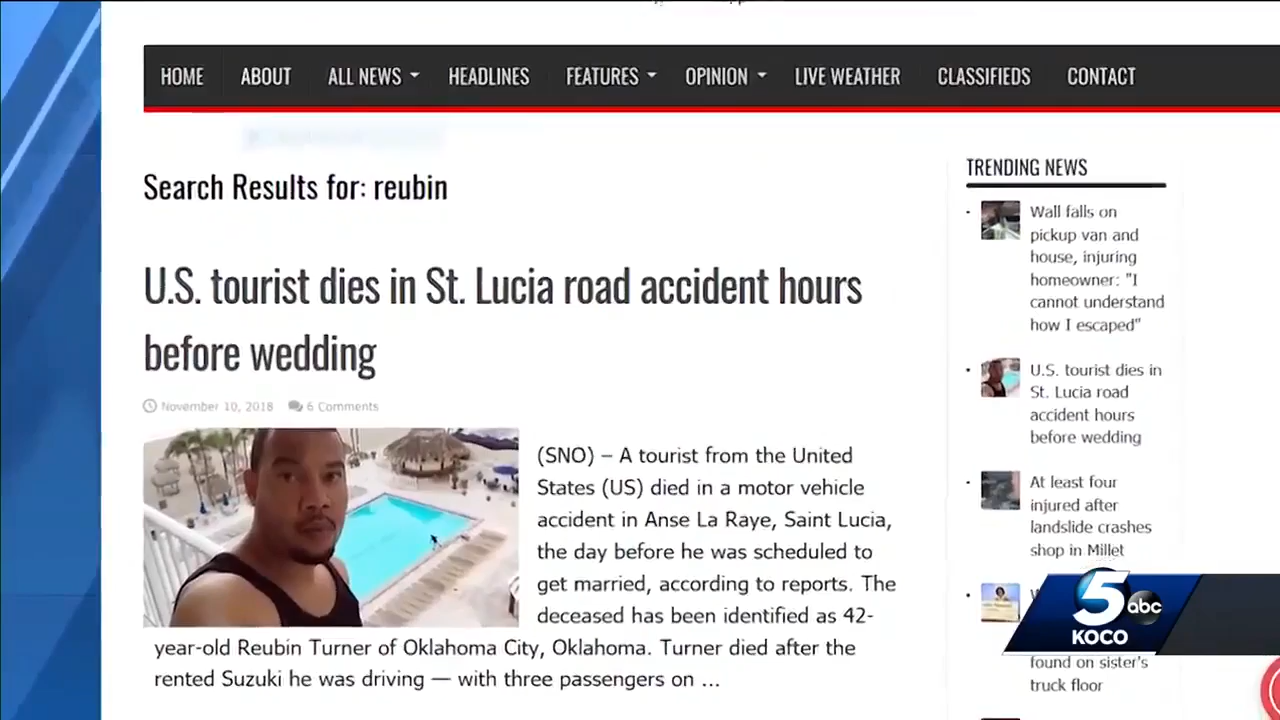 HOME ABOUT ALL NEWS HEADLINES FEATURES OPINION LIVE WEATHER CLASSIFIEDS CONTACT
Search Results for: reubin
U.S. tourist dies in St. Lucia road accident hours
before wedding
November 10, 2018 6 Comments
(SNO) – A tourist from the United
States (US) died in a motor vehicle
accident in Anse La Raye, Saint Lucia,
the day before he was scheduled to
get married, according to reports. The
deceased has been identified as 42-
year-old Reubin Turner of Oklahoma City, Oklahoma. Turner died after the
rented Suzuki he was driving — with three passengers on ...
TRENDING NEWS
Wall falls on
pickup van and
house, injuring
homeowner: "I
cannot understand
how I escaped"
U.S. tourist dies in
St. Lucia road
accident hours
before wedding
At least four
injured after
landslide crashes
shop in Millet
found on sister's
truck floor
5 abc
KOCO